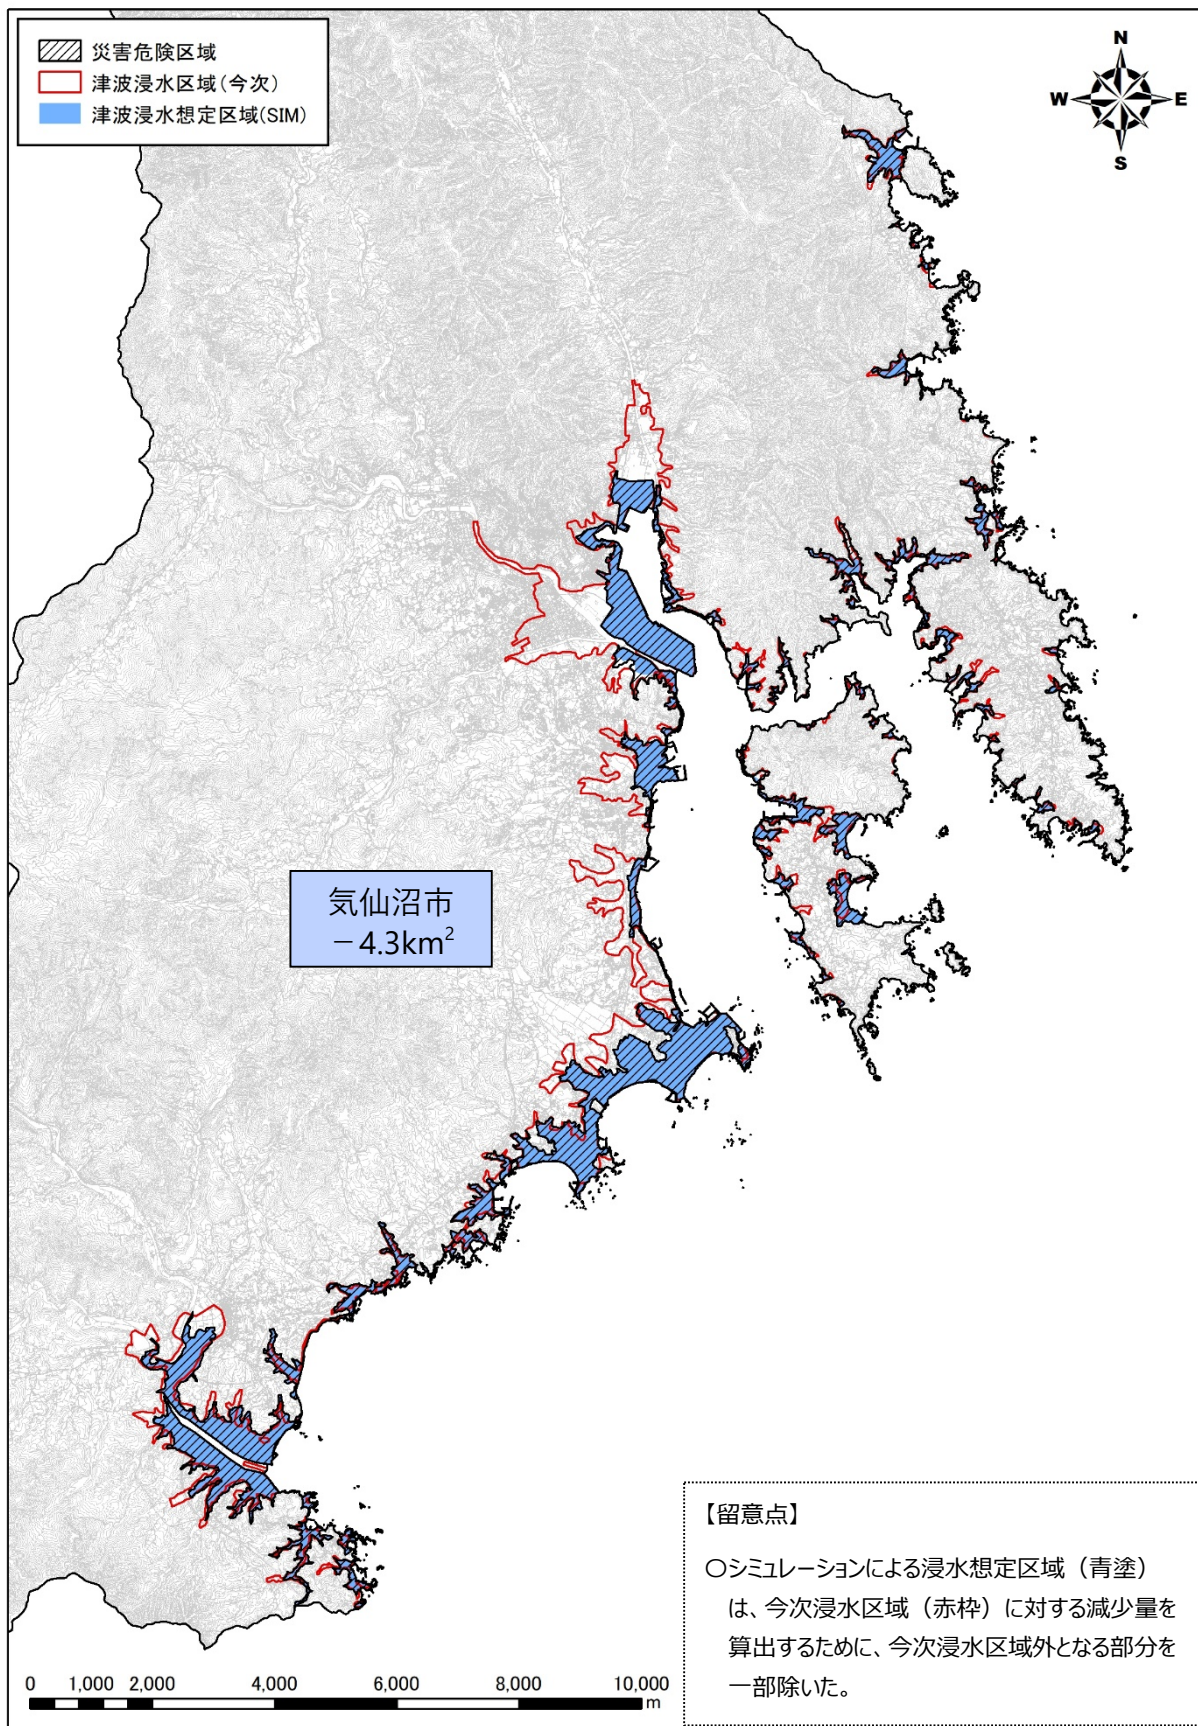 災害危険区域
津波浸水区域(今次)
津波浸水想定区域(SIM)
N
W E
S
気仙沼市
－4.3km²
【留意点】
〇シミュレーションによる浸水想定区域（青塗）
は、今次浸水区域（赤枠）に対する減少量を
算出するために、今次浸水区域外となる部分を
一部除いた。
0 1,000 2,000 4,000 6,000 8,000 10,000
m